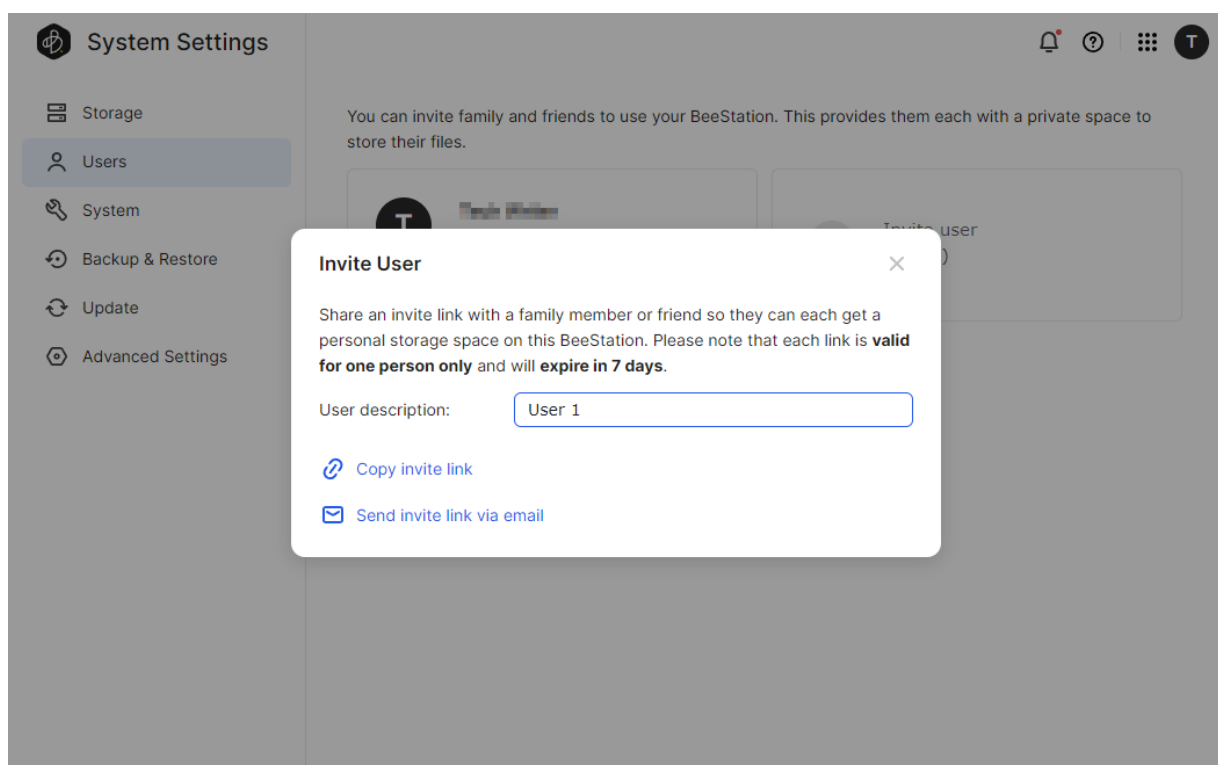 System Settings
T
Storage
Users
System
Backup & Restore
Update
Advanced Settings
You can invite family and friends to use your BeeStation. This provides them each with a private space to
store their files.
T
Invite user
)
Invite User
Share an invite link with a family member or friend so they can each get a
personal storage space on this BeeStation. Please note that each link is valid
for one person only and will expire in 7 days.
User description:
User 1
Copy invite link
Send invite link via email